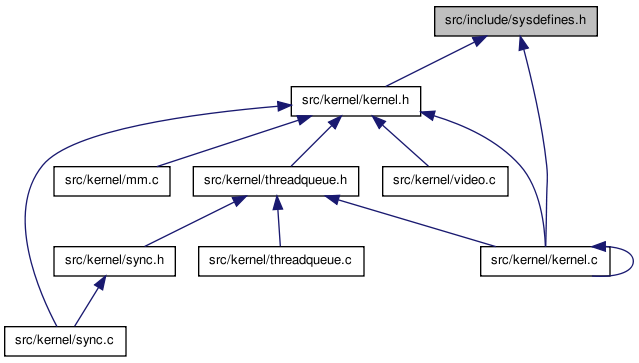 src/include/sysdefines.h
src/kernel/kernel.h
src/kernel/mm.c
src/kernel/threadqueue.h
src/kernel/video.c
src/kernel/sync.h
src/kernel/threadqueue.c
src/kernel/kernel.c
src/kernel/sync.c